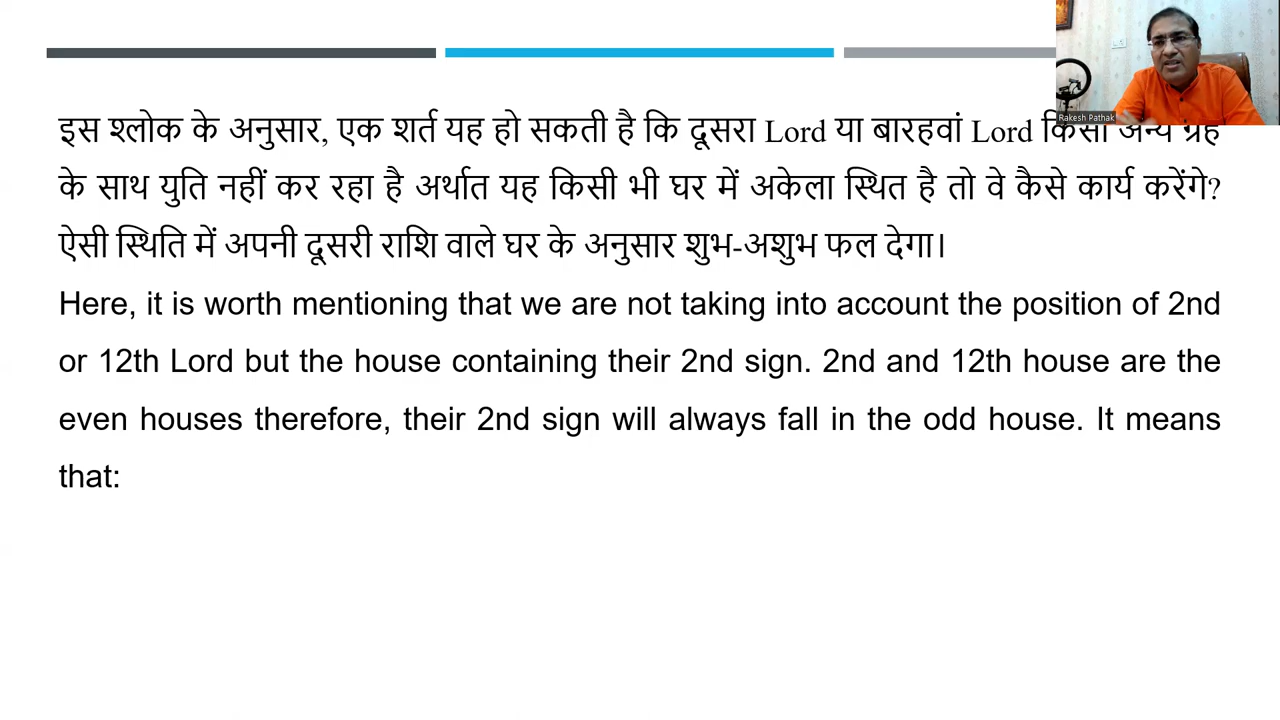 इस श्लोक के अनुसार, एक शर्त यह हो सकती है कि दूसरा Lord या बारहवां Lord किसी अन्य ग्रह
के साथ युति नहीं कर रहा है अर्थात यह किसी भी घर में अकेला स्थित है तो वे कैसे कार्य करेंगे?
ऐसी स्थिति में अपनी दूसरी राशि वाले घर के अनुसार शुभ-अशुभ फल देगा।
Here, it is worth mentioning that we are not taking into account the position of 2nd
or 12th Lord but the house containing their 2nd sign. 2nd and 12th house are the
even houses therefore, their 2nd sign will always fall in the odd house. It means
that:
Rakesh Pathak